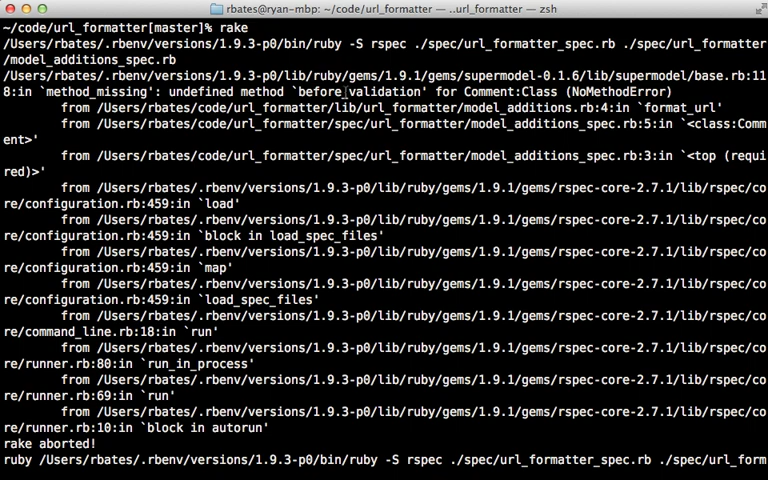 rbates@ryan-mbp: ~/code/url_formatter — ..url_formatter — zsh
~/code/url_formatter[master]% rake
/Users/rbates/.rbenv/versions/1.9.3-p0/bin/ruby -S rspec ./spec/url_formatter_spec.rb ./spec/url_formatter
/model_additions_spec.rb
/Users/rbates/.rbenv/versions/1.9.3-p0/lib/ruby/gems/1.9.1/gems/supermodel-0.1.6/lib/supermodel/base.rb:11
8:in `method_missing': undefined method `before_validation' for Comment:Class (NoMethodError)
from /Users/rbates/code/url_formatter/lib/url_formatter/model_additions.rb:4:in `format_url'
from /Users/rbates/code/url_formatter/spec/url_formatter/model_additions_spec.rb:5:in `<class:Comm
ent>'
from /Users/rbates/code/url_formatter/spec/url_formatter/model_additions_spec.rb:3:in `<top (requi
red)>'
from /Users/rbates/.rbenv/versions/1.9.3-p0/lib/ruby/gems/1.9.1/gems/rspec-core-2.7.1/lib/rspec/co
re/configuration.rb:459:in `load'
from /Users/rbates/.rbenv/versions/1.9.3-p0/lib/ruby/gems/1.9.1/gems/rspec-core-2.7.1/lib/rspec/co
re/configuration.rb:459:in `block in load_spec_files'
from /Users/rbates/.rbenv/versions/1.9.3-p0/lib/ruby/gems/1.9.1/gems/rspec-core-2.7.1/lib/rspec/co
re/configuration.rb:459:in `map'
from /Users/rbates/.rbenv/versions/1.9.3-p0/lib/ruby/gems/1.9.1/gems/rspec-core-2.7.1/lib/rspec/co
re/configuration.rb:459:in `load_spec_files'
from /Users/rbates/.rbenv/versions/1.9.3-p0/lib/ruby/gems/1.9.1/gems/rspec-core-2.7.1/lib/rspec/co
re/command_line.rb:18:in `run'
from /Users/rbates/.rbenv/versions/1.9.3-p0/lib/ruby/gems/1.9.1/gems/rspec-core-2.7.1/lib/rspec/co
re/runner.rb:80:in `run_in_process'
from /Users/rbates/.rbenv/versions/1.9.3-p0/lib/ruby/gems/1.9.1/gems/rspec-core-2.7.1/lib/rspec/co
re/runner.rb:69:in `run'
from /Users/rbates/.rbenv/versions/1.9.3-p0/lib/ruby/gems/1.9.1/gems/rspec-core-2.7.1/lib/rspec/co
re/runner.rb:10:in `block in autorun'
rake aborted!
ruby /Users/rbates/.rbenv/versions/1.9.3-p0/bin/ruby -S rspec ./spec/url_formatter_spec.rb ./spec/url_form